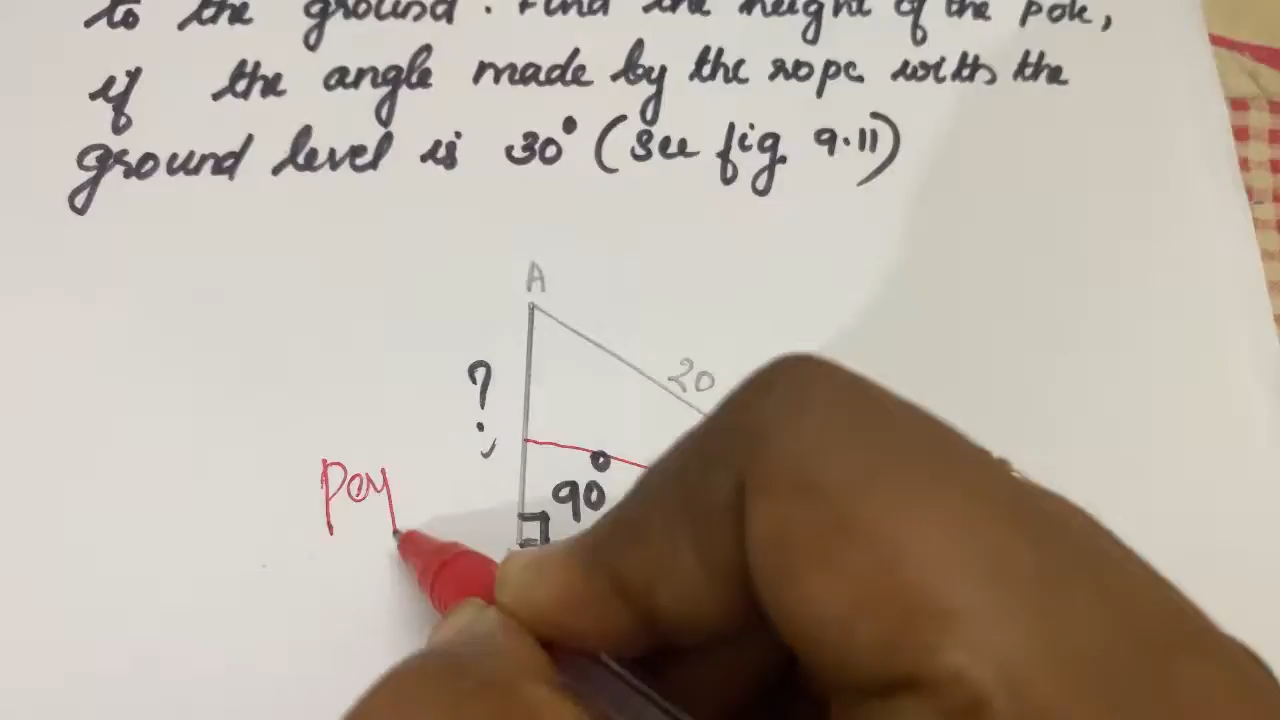 to the ground. Find the height of the pole,
if the angle made by the rope with the
ground level is 30° (see fig. 9.11)
A
?
20
90°
per